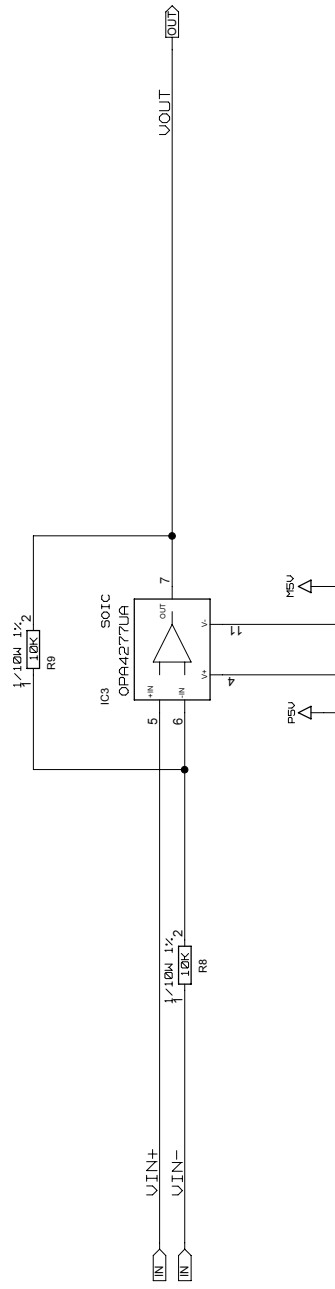 OUT
VOUT
1/10W 1%
1
2
10K
R9
SOIC
OPA4277UA
IC3
7
OUT
+IN
-IN
V+
V-
5
6
4
11
M5V
P5V
1/10W 1%
1
2
10K
R8
VIN+
VIN-
IN
IN